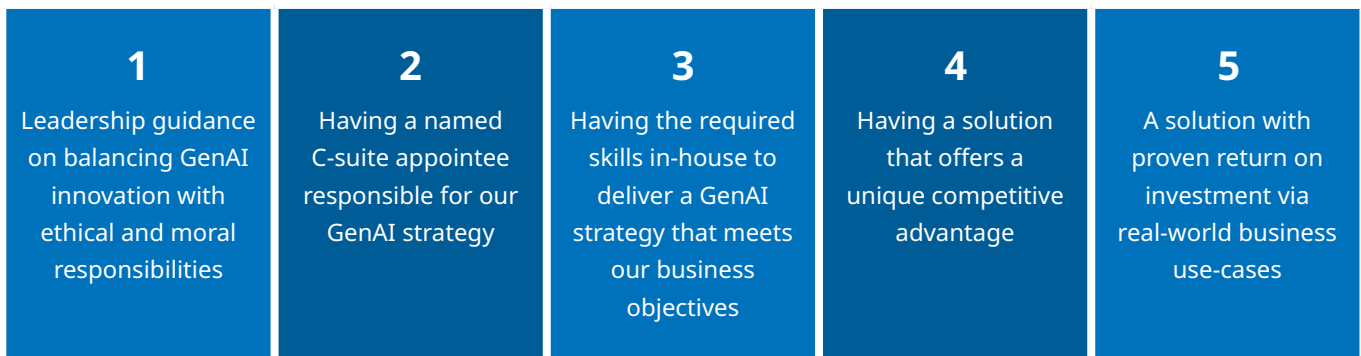 1
Leadership guidance
on balancing GenAI
innovation with
ethical and moral
responsibilities
2
Having a named
C-suite appointee
responsible for our
GenAI strategy
3
Having the required
skills in-house to
deliver a GenAI
strategy that meets
our business
objectives
4
Having a solution
that offers a
unique competitive
advantage
5
A solution with
proven return on
investment via
real-world business
use-cases